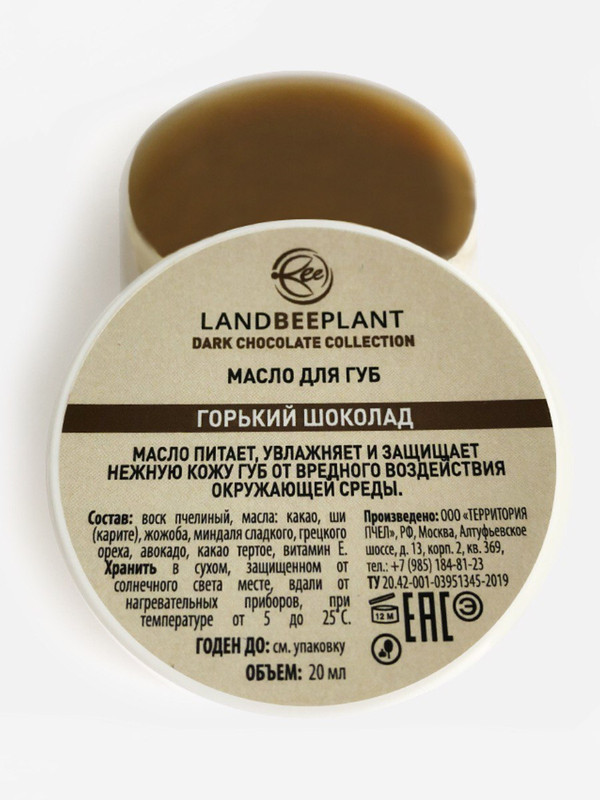 Bee
LANDBEEPLANT
DARK CHOCOLATE COLLECTION
МАСЛО ДЛЯ ГУБ
ГОРЬКИЙ ШОКОЛАД
МАСЛО ПИТАЕТ, УВЛАЖНЯЕТ И ЗАЩИЩАЕТ
НЕЖНУЮ КОЖУ ГУБ ОТ ВРЕДНОГО ВОЗДЕЙСТВИЯ
ОКРУЖАЮЩЕЙ СРЕДЫ.
Состав: воск пчелиный, масла: какао, ши
(карите), жожоба, миндаля сладкого, грецкого
ореха, авокадо, какао тертое, витамин Е.
Хранить в сухом, защищенном от
солнечного света месте, вдали от
нагревательных приборов, при
температуре от 5 до 25°С.
ГОДЕН ДО: см. упаковку
ОБЪЕМ: 20 мл
Произведено: ООО «ТЕРРИТОРИЯ
ПЧЕЛ», РФ, Москва, Алтуфьевское
шоссе, д. 13, корп. 2, кв. 369,
тел.: +7 (985) 184-81-23
ТУ 20.42-001-03951345-2019
12 М
ЕАС
Э